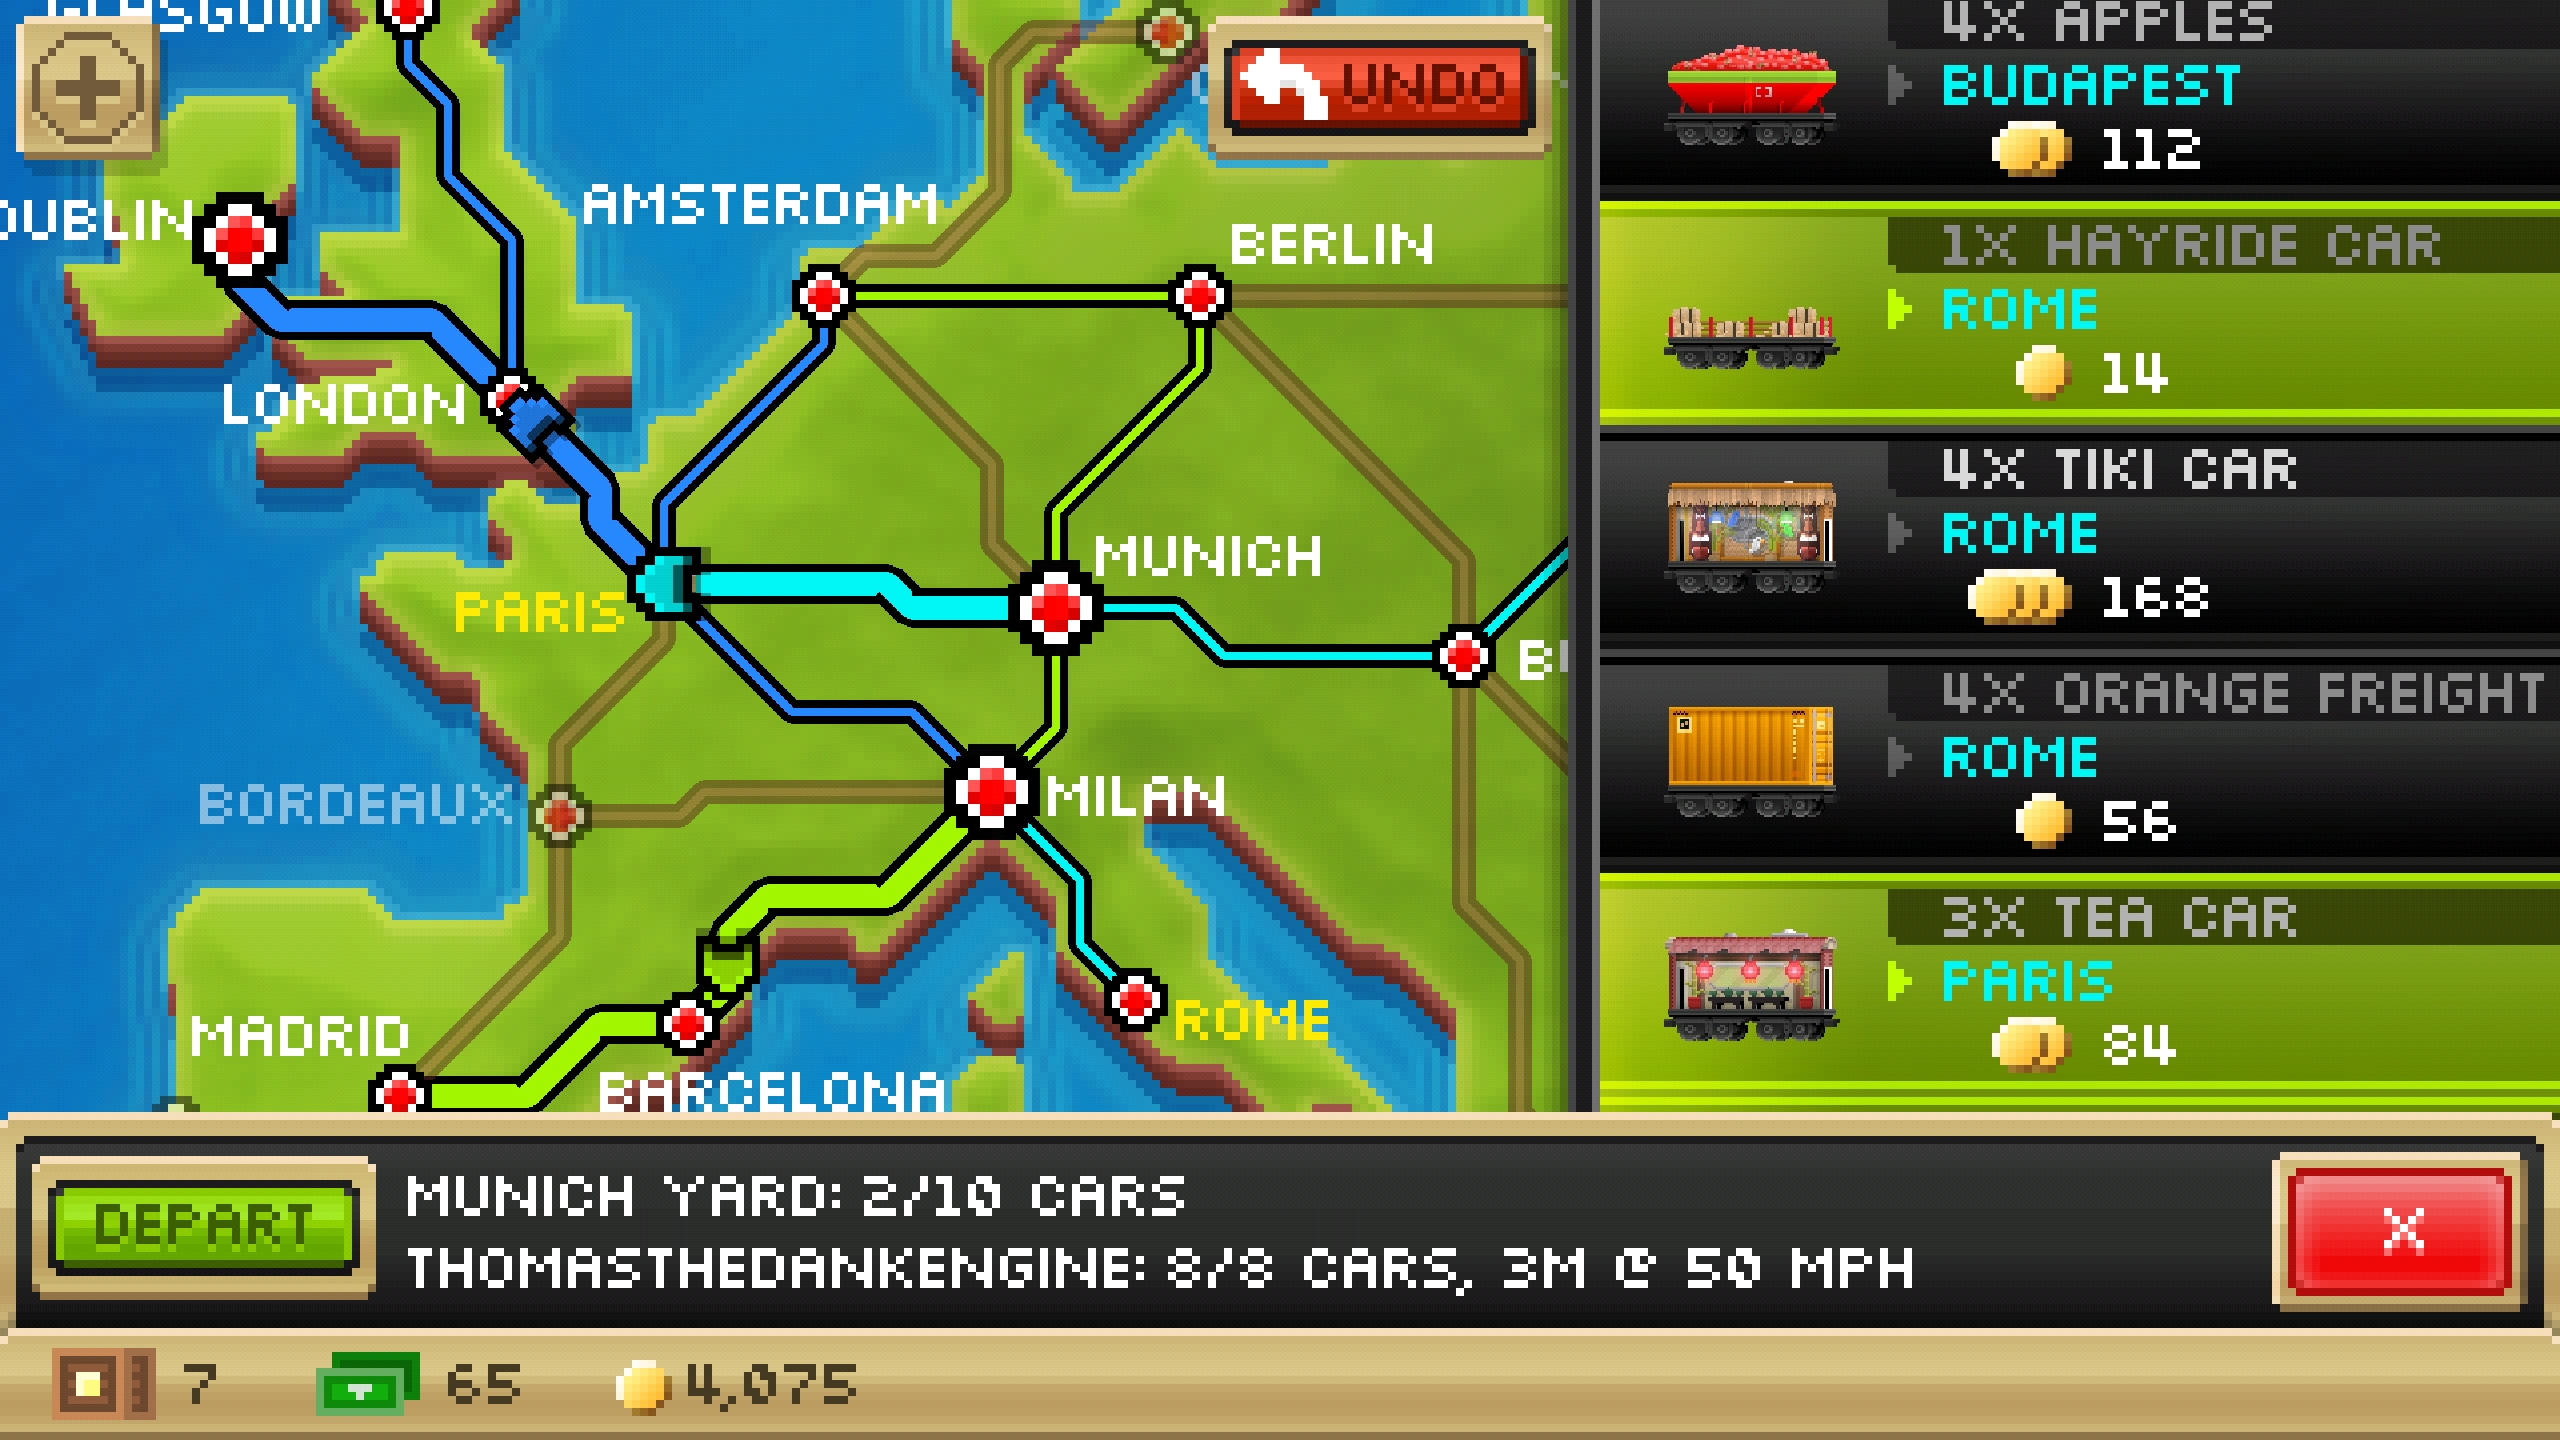 GLASGOW
UNDO
DUBLIN
AMSTERDAM
BERLIN
LONDON
MUNICH
PARIS
BORDEAUX
MILAN
MADRID
ROME
BARCELONA
4X APPLES
BUDAPEST
112
1X HAYRIDE CAR
ROME
14
4X TIKI CAR
ROME
168
4X ORANGE FREIGHT
ROME
56
3X TEA CAR
PARIS
84
DEPART
MUNICH YARD: 2/10 CARS
THOMASTHEDANKENGINE: 8/8 CARS, 3M @ 50 MPH
X
7
65
4,075